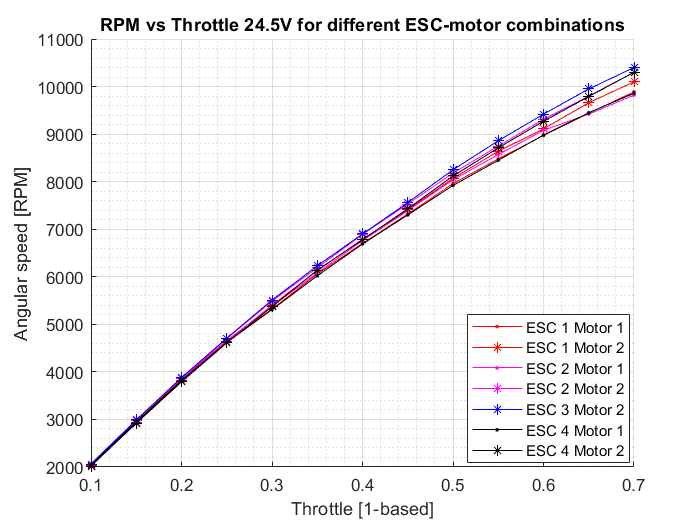 RPM vs Throttle 24.5V for different ESC-motor combinations
11000
10000
9000
8000
7000
6000
5000
4000
3000
2000
Angular speed [RPM]
ESC 1 Motor 1
ESC 1 Motor 2
ESC 2 Motor 1
ESC 2 Motor 2
ESC 3 Motor 2
ESC 4 Motor 1
ESC 4 Motor 2
0.1 0.2 0.3 0.4 0.5 0.6 0.7
Throttle [1-based]